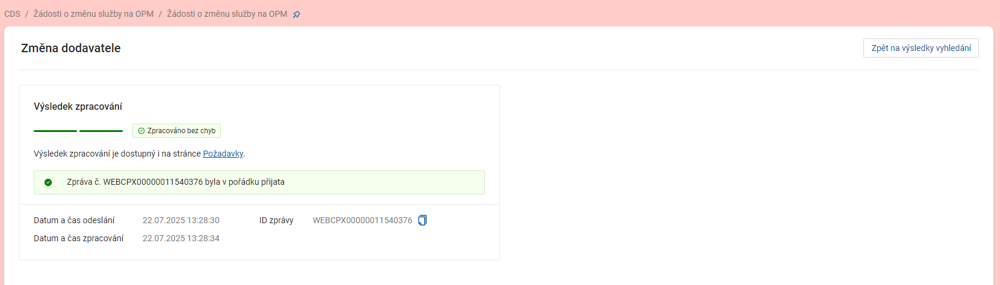 CDS / Žádosti o změnu služby na OPM / Žádosti o změnu služby na OPM
Změna dodavatele
Zpět na výsledky vyhledání
Výsledek zpracování
Zpracováno bez chyb
Výsledek zpracování je dostupný i na stránce Požadavky.
Zpráva č. WEBCPX00000011540376 byla v pořádku přijata
Datum a čas odeslání 22.07.2025 13:28:30 ID zprávy WEBCPX00000011540376
Datum a čas zpracování 22.07.2025 13:28:34